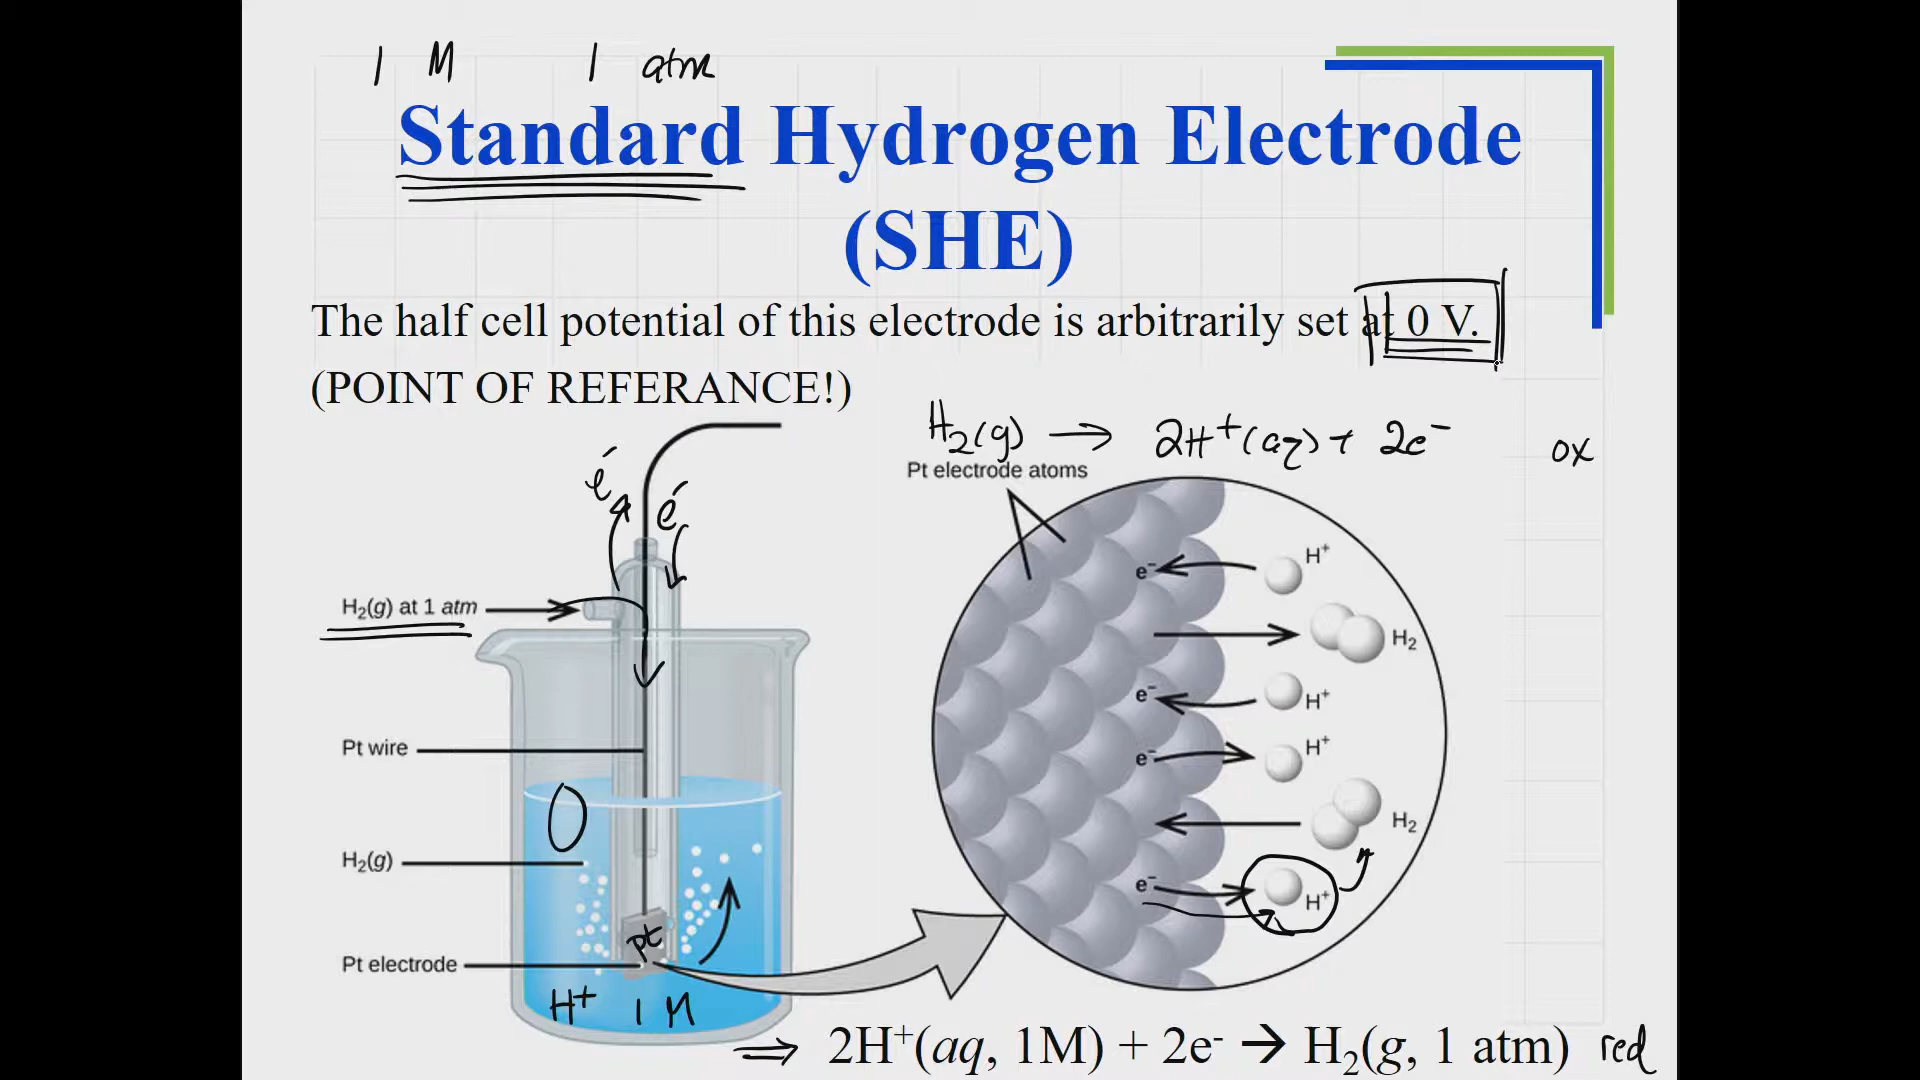 1 M 1 atm
Standard Hydrogen Electrode
(SHE)
The half cell potential of this electrode is arbitrarily set at 0 V.
(POINT OF REFERANCE!)
H₂(g) → 2H⁺(aq) + 2e⁻ ox
Pt electrode atoms
e⁻ e⁻
H₂(g) at 1 atm
Pt wire
H₂(g)
Pt electrode
pt
H⁺ 1 M
e⁻ H⁺
H₂
e⁻ H⁺
e⁻ H⁺
H₂
e⁻ H⁺
⇒ 2H⁺(aq, 1M) + 2e⁻ → H₂(g, 1 atm) red